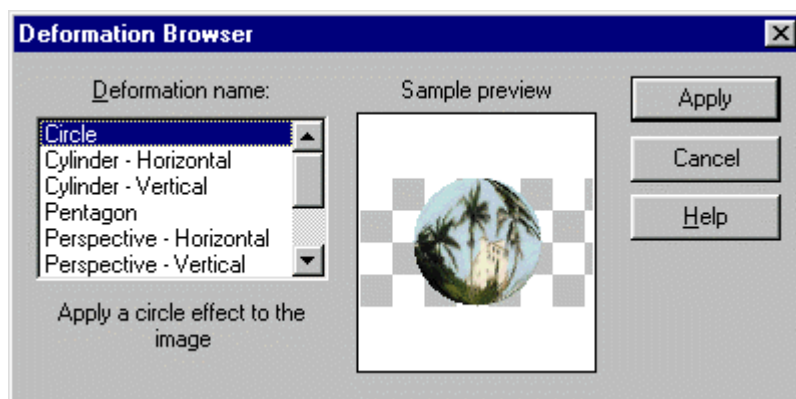 Deformation Browser
Deformation name:
Sample preview
Circle
Cylinder - Horizontal
Cylinder - Vertical
Pentagon
Perspective - Horizontal
Perspective - Vertical
Apply a circle effect to the
image
Apply
Cancel
Help